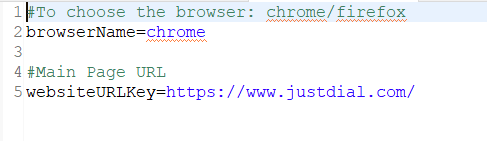 1 #To choose the browser: chrome/firefox
2 browserName=chrome
3
4 #Main Page URL
5 websiteURLKey=https://www.justdial.com/